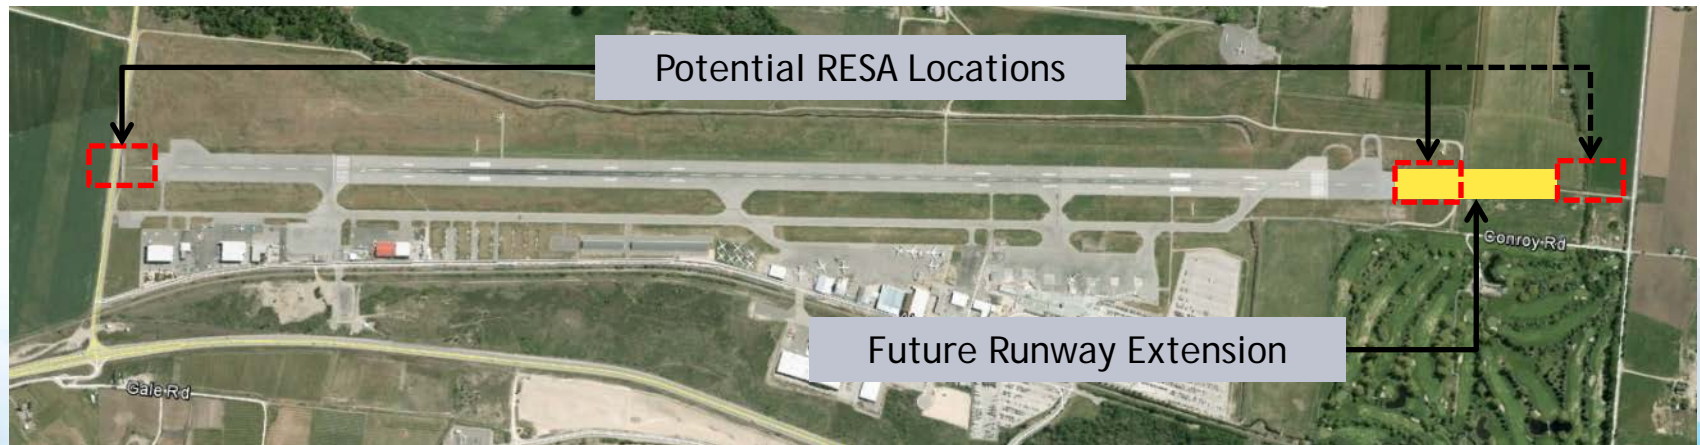 Potential RESA Locations
Conroy Rd
Future Runway Extension
Gale Rd